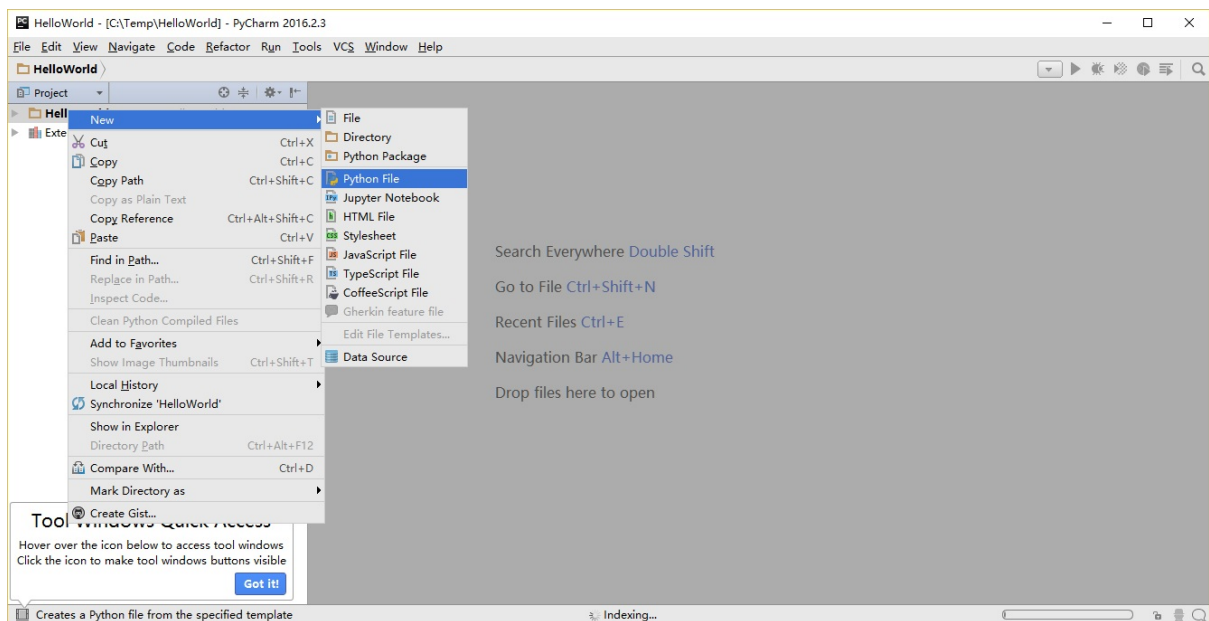 HelloWorld - [C:\Temp\HelloWorld] - PyCharm 2016.2.3
File Edit View Navigate Code Refactor Run Tools VCS Window Help
HelloWorld
Project
Hell
Exte
New
Cut Ctrl+X
Copy Ctrl+C
Copy Path Ctrl+Shift+C
Copy as Plain Text
Copy Reference Ctrl+Alt+Shift+C
Paste Ctrl+V
Find in Path... Ctrl+Shift+F
Replace in Path... Ctrl+Shift+R
Inspect Code...
Clean Python Compiled Files
Add to Favorites
Show Image Thumbnails Ctrl+Shift+T
Local History
Synchronize 'HelloWorld'
Show in Explorer
Directory Path Ctrl+Alt+F12
Compare With... Ctrl+D
Mark Directory as
Create Gist...
File
Directory
Python Package
Python File
Jupyter Notebook
HTML File
Stylesheet
JavaScript File
TypeScript File
CoffeeScript File
Gherkin feature file
Edit File Templates...
Data Source
Search Everywhere Double Shift
Go to File Ctrl+Shift+N
Recent Files Ctrl+E
Navigation Bar Alt+Home
Drop files here to open
Tool Windows Quick Access
Hover over the icon below to access tool windows
Click the icon to make tool windows buttons visible
Got it!
Creates a Python file from the specified template
Indexing...